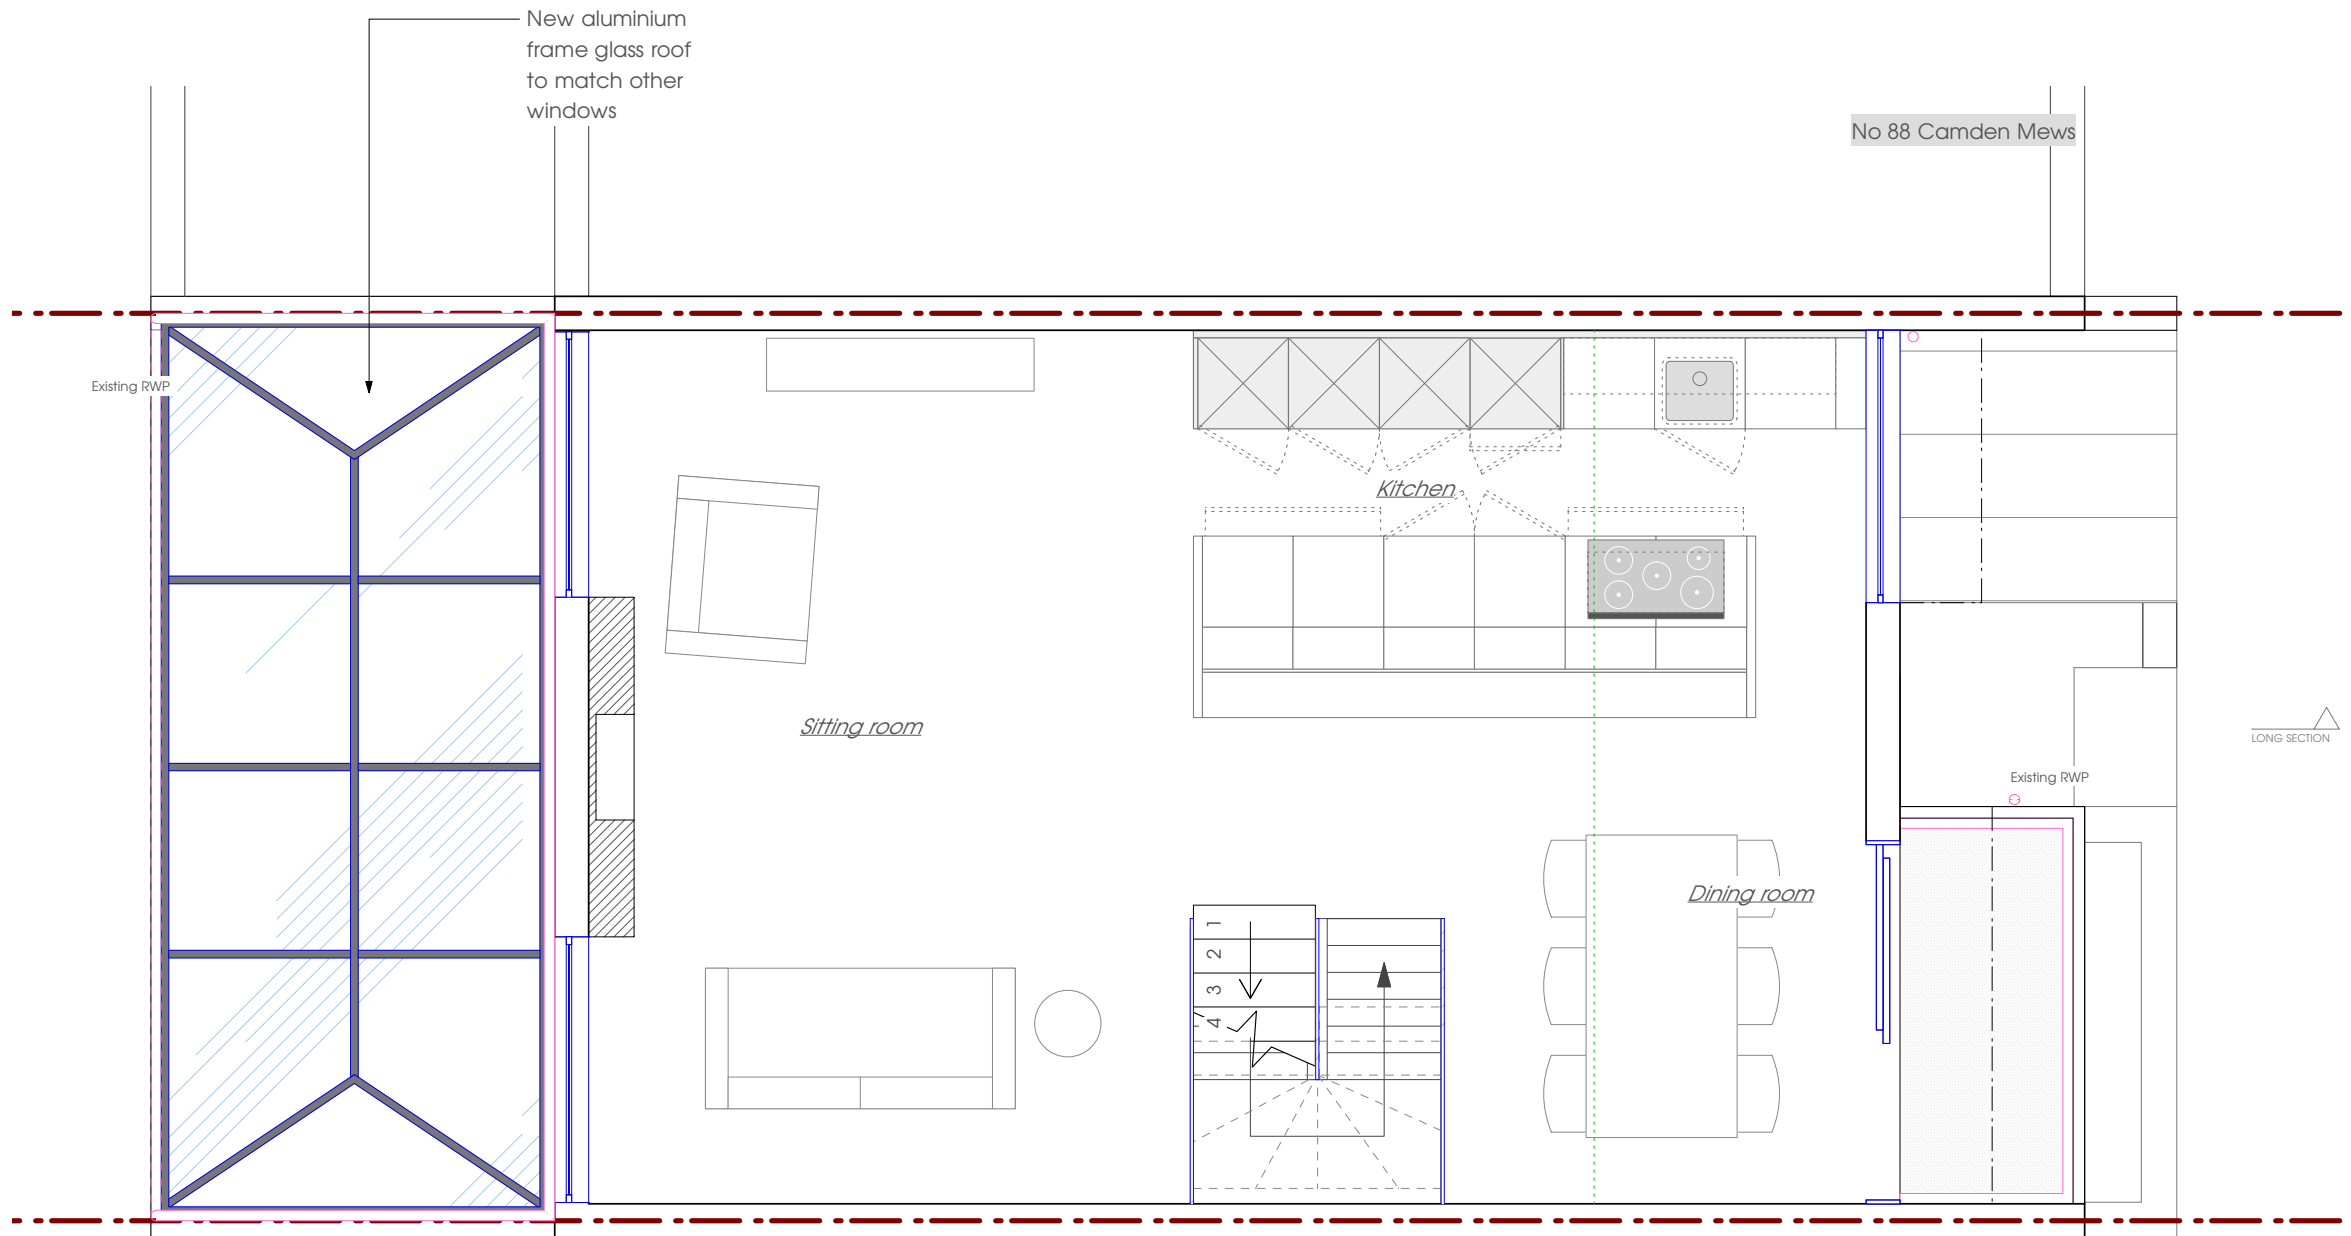 New aluminium
frame glass roof
to match other
windows
No 88 Camden Mews
Existing RWP
Kitchen
Sitting room
LONG SECTION
Existing RWP
Dining room
1
2
3
4